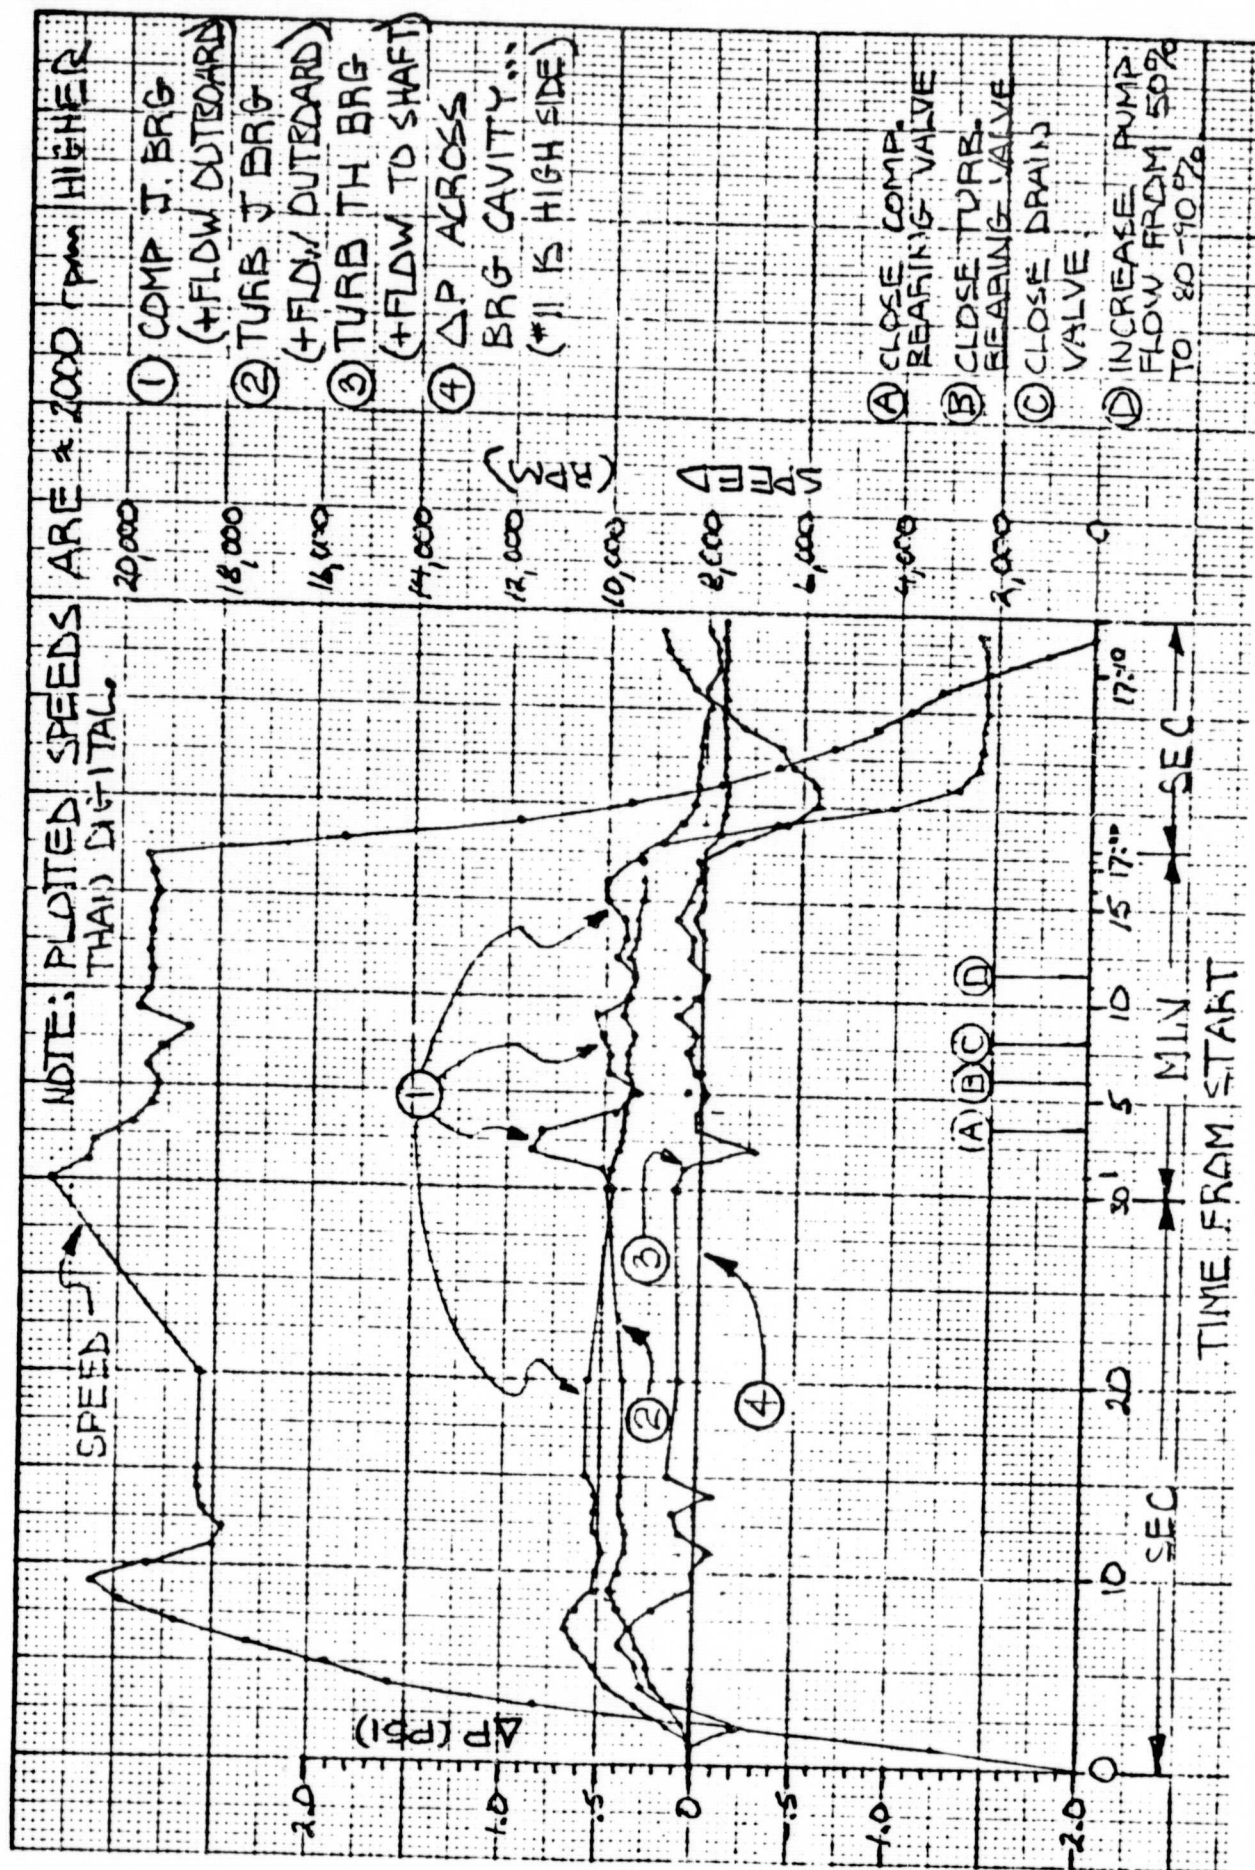 NOTE: PLOTTED SPEEDS ARE ≈ 2000 rpm HIGHER
THAN DIGITAL.
SPEED
① COMP J. BRG
(+FLOW OUTBOARD)
② TURB J BRG
(+FLOW OUTBOARD)
③ TURB TH BRG
(+FLOW TO SHAFT)
④ ΔP ACROSS
BRG CAVITY...
(#11 IS HIGH SIDE)
Ⓐ CLOSE COMP.
BEARING VALVE
Ⓑ CLOSE TURB.
BEARING VALVE
Ⓒ CLOSE DRAIN
VALVE.
Ⓓ INCREASE PUMP
FLOW FROM 50%
TO 80-90%.
20,000
18,000
16,000
14,000
12,000
10,000
8,000
6,000
4,000
2,000
0
SPEED
(RPM)
ΔP (PSI)
2.0
1.0
.5
0
-.5
-1.0
-2.0
①
②
③
④
(A) Ⓑ Ⓒ Ⓓ
0 10 20 30 1 5 10 15 17:00 17:10
SEC MIN SEC
TIME FROM START